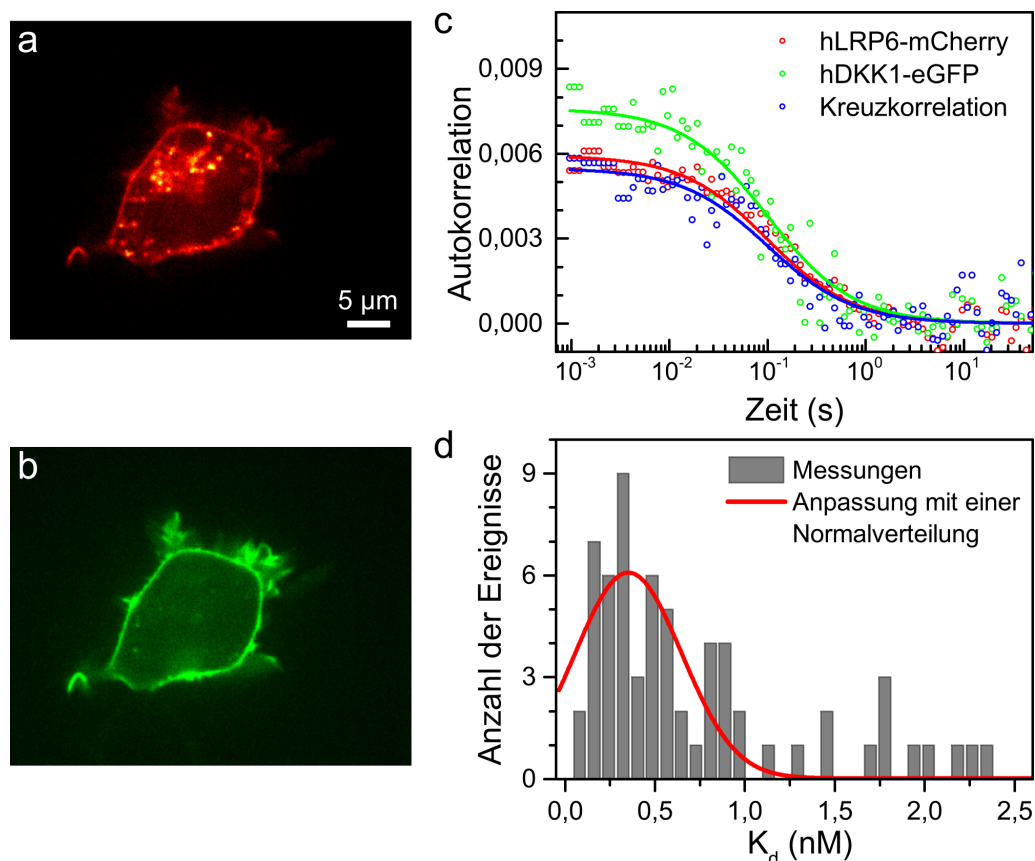 a
5 µm
b
c
hLRP6-mCherry
hDKK1-eGFP
Kreuzkorrelation
Autokorrelation
0,009
0,006
0,003
0,000
10⁻³ 10⁻² 10⁻¹ 10⁰ 10¹
Zeit (s)
d
Messungen
Anpassung mit einer
Normalverteilung
Anzahl der Ereignisse
9
6
3
0
0,0 0,5 1,0 1,5 2,0 2,5
K_d (nM)